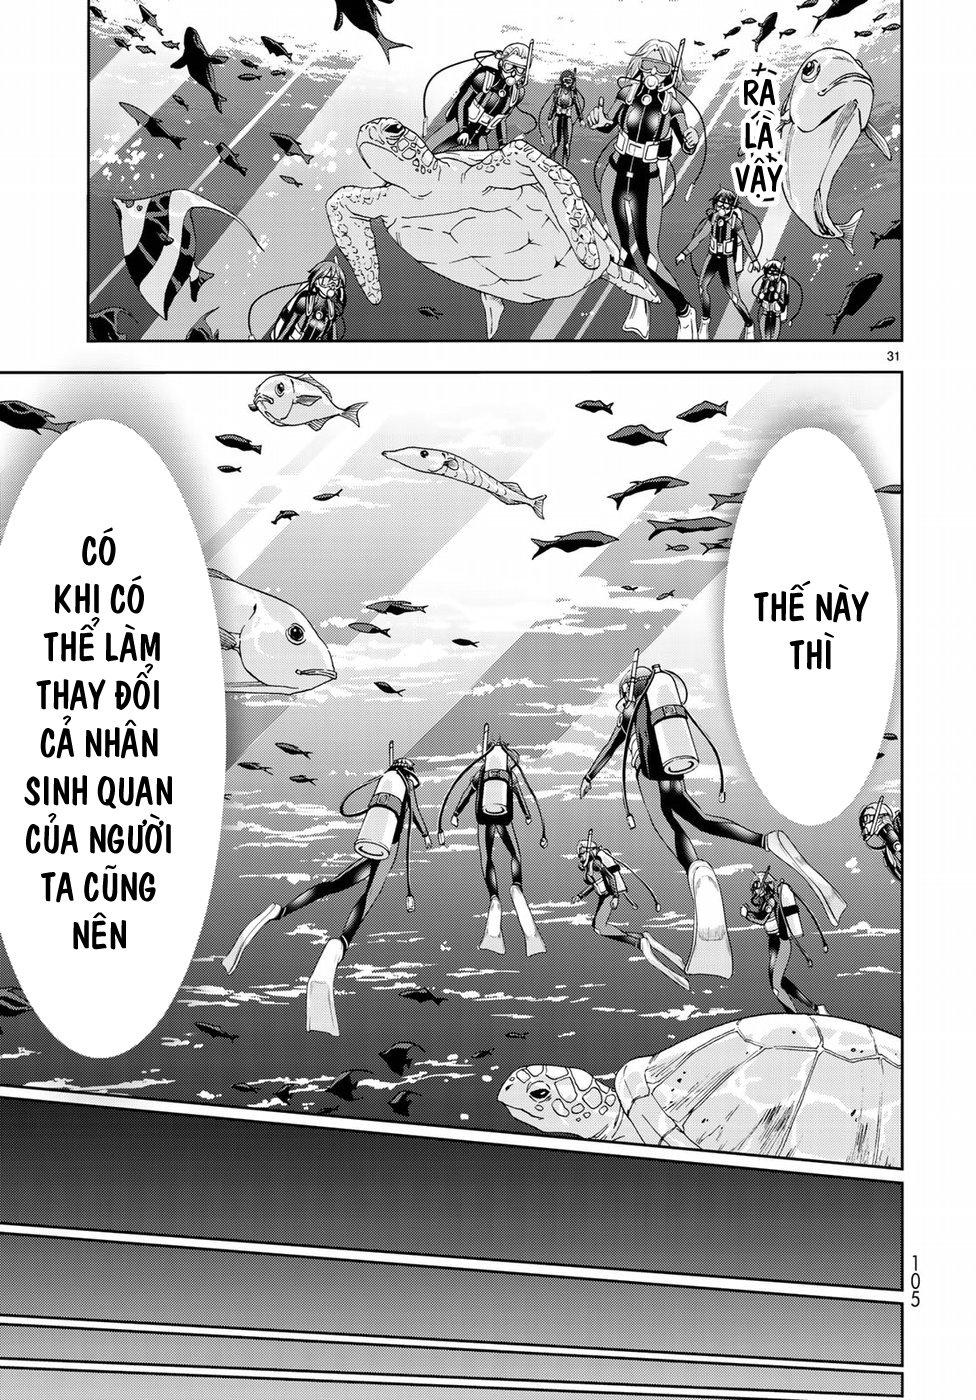 RA
LÀ
VẬY
31
THẾ NÀY
THÌ
CÓ
KHI CÓ
THỂ LÀM
THAY ĐỔI
CẢ NHÂN
SINH QUAN
CỦA NGƯỜI
TA CŨNG
NÊN
105